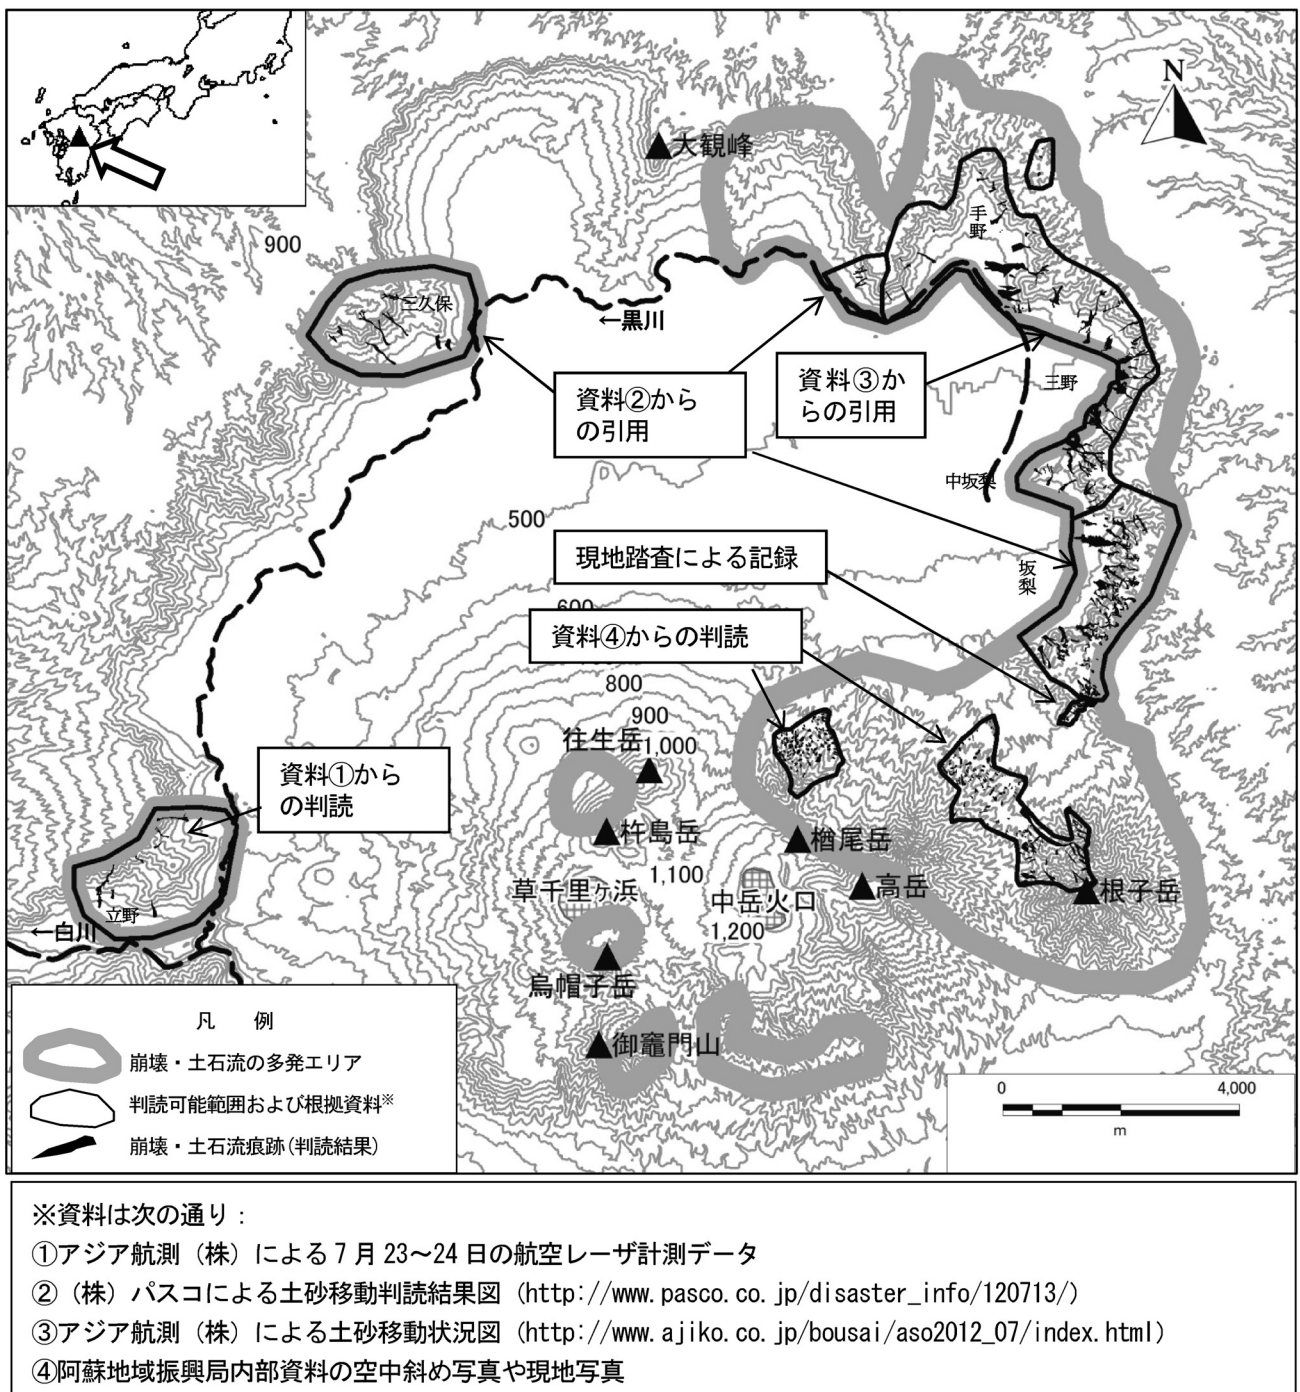 N
▲大観峰
手野
900
三久保
←黒川
資料②から
の引用
資料③か
らの引用
三野
中坂梨
500
現地踏査による記録
坂梨
600
資料④からの判読
800
900
往生岳
1,000
資料①から
の判読
杵島岳
楢尾岳
1,100
草千里ヶ浜
中岳火口
高岳
根子岳
1,200
立野
←白川
烏帽子岳
御竈門山
凡 例
崩壊・土石流の多発エリア
判読可能範囲および根拠資料※
崩壊・土石流痕跡(判読結果)
0 4,000
m
※資料は次の通り:
①アジア航測(株)による7月23~24日の航空レーザ計測データ
②(株)パスコによる土砂移動判読結果図(http://www.pasco.co.jp/disaster_info/120713/)
③アジア航測(株)による土砂移動状況図(http://www.ajiko.co.jp/bousai/aso2012_07/index.html)
④阿蘇地域振興局内部資料の空中斜め写真や現地写真